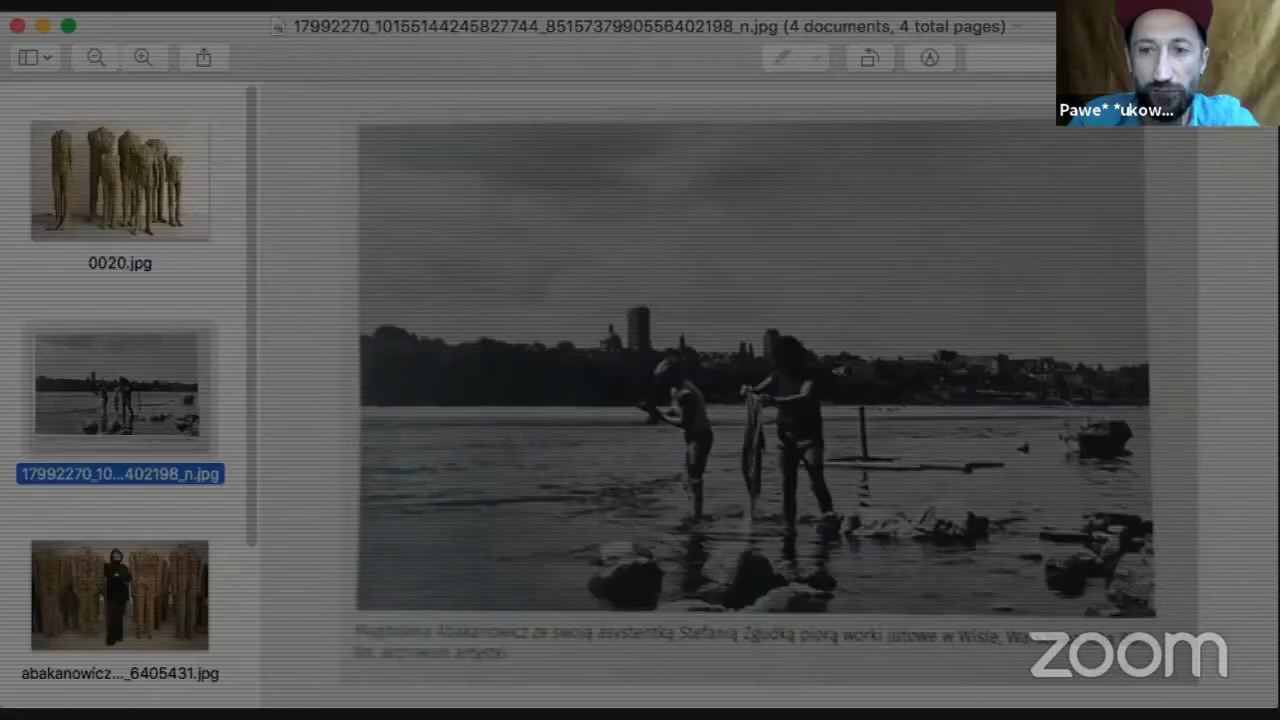 17992270_10155144245827744_8515737990556402198_n.jpg (4 documents, 4 total pages)
Pawe* *ukow...
0020.jpg
17992270_10...402198_n.jpg
abakanowicz..._6405431.jpg
Magdalena Abakanowicz ze swoją asystentką Stefanią Zgudką piorą worki jutowe w Wiśle,
fot. archiwum artystki
zoom